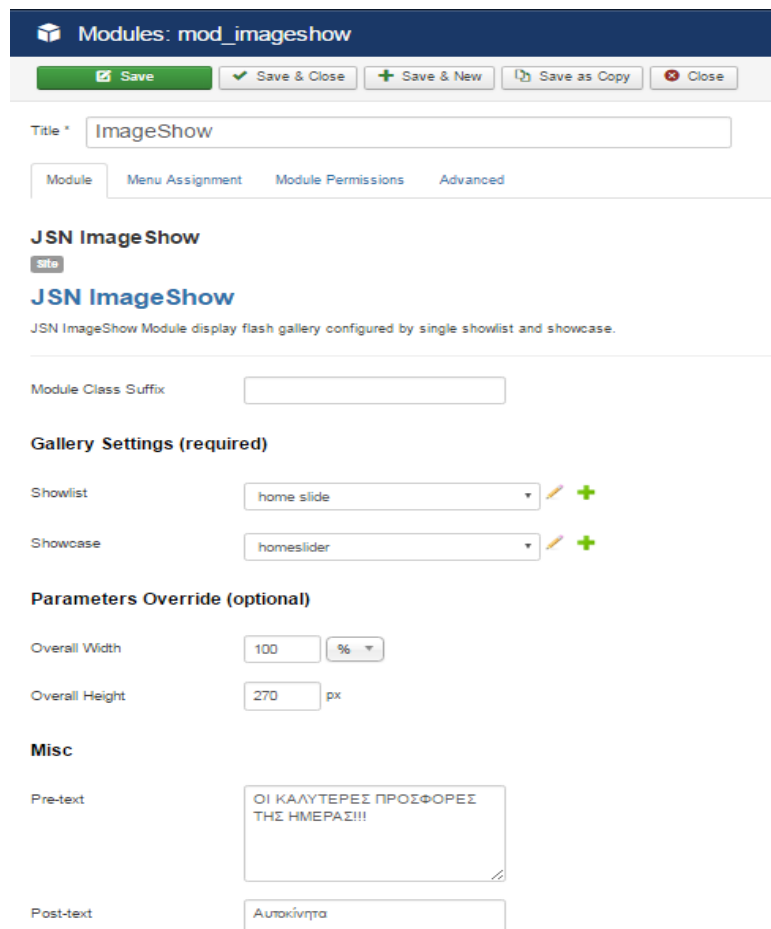 Modules: mod_imageshow
Save Save & Close Save & New Save as Copy Close
Title * ImageShow
Module Menu Assignment Module Permissions Advanced
JSN ImageShow
Site
JSN ImageShow
JSN ImageShow Module display flash gallery configured by single showlist and showcase.
Module Class Suffix
Gallery Settings (required)
Showlist home slide
Showcase homeslider
Parameters Override (optional)
Overall Width 100 %
Overall Height 270 px
Misc
Pre-text ΟΙ ΚΑΛΥΤΕΡΕΣ ΠΡΟΣΦΟΡΕΣ
ΤΗΣ ΗΜΕΡΑΣ!!!
Post-text Αυτοκίνητα